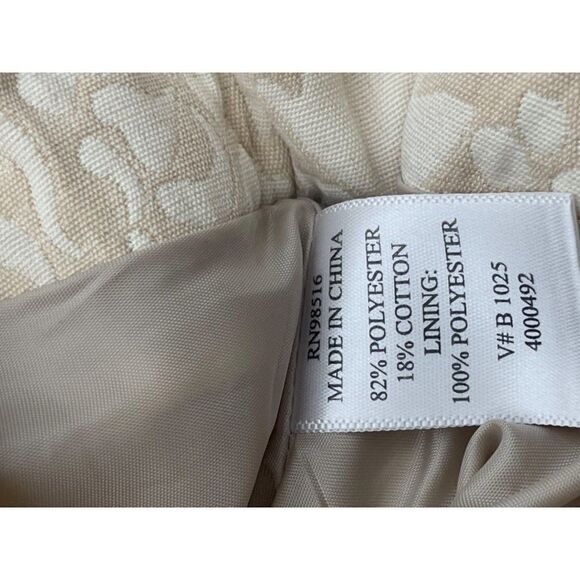 RN98516
MADE IN CHINA
82% POLYESTER
18% COTTON
LINING:
100% POLYESTER
V# B 1025
4000492